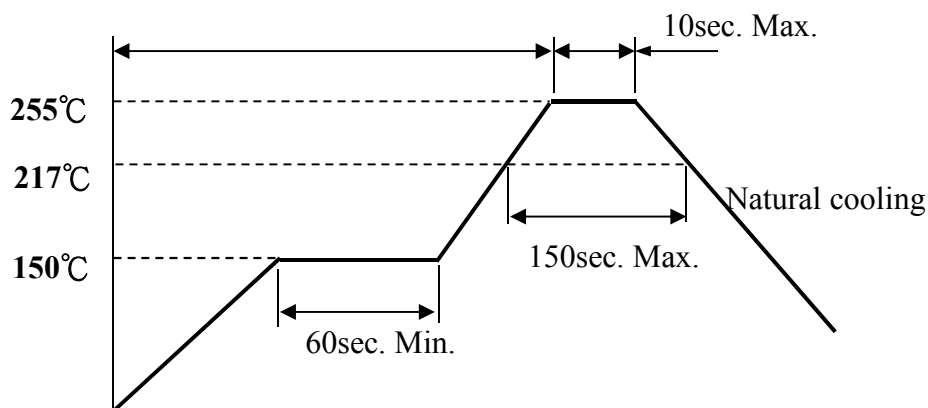 10sec. Max.
255℃
217℃
Natural cooling
150℃
150sec. Max.
60sec. Min.